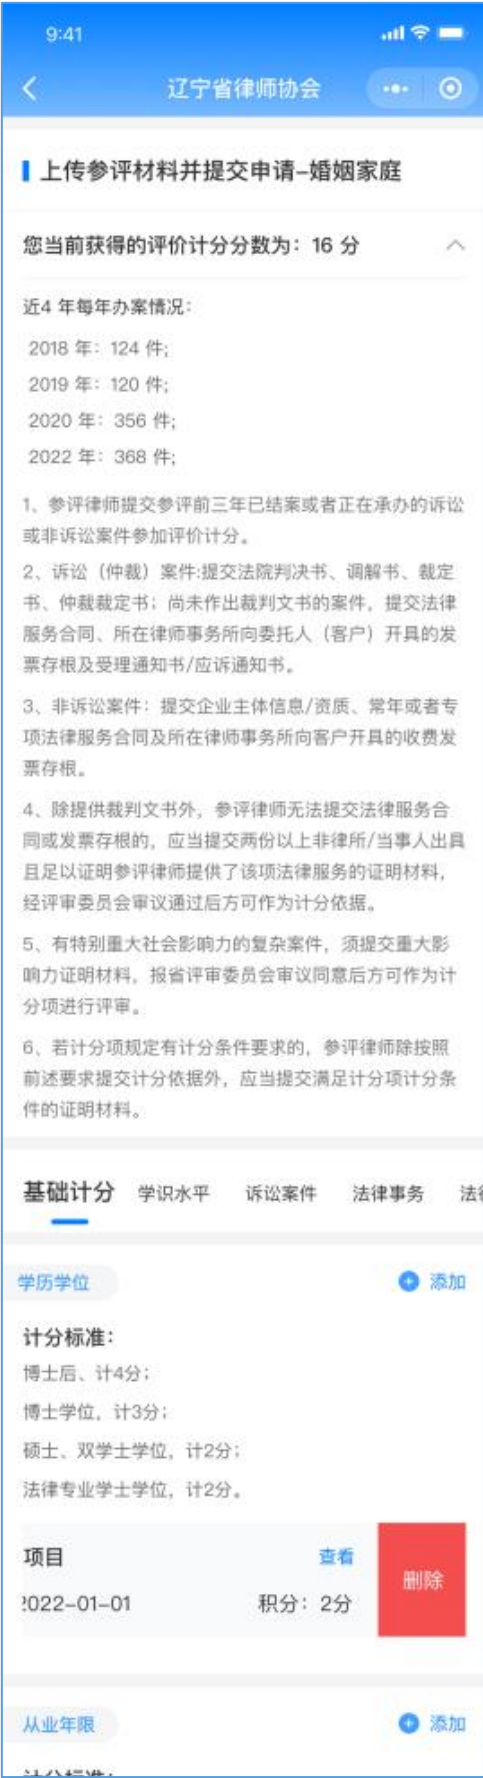 9:41
辽宁省律师协会
上传参评材料并提交申请-婚姻家庭
您当前获得的评价计分分数为：16 分
近4 年每年办案情况：
2018 年：124 件;
2019 年：120 件;
2020 年：356 件;
2022 年：368 件;
1、参评律师提交参评前三年已结案或者正在承办的诉讼
或非诉讼案件参加评价计分。
2、诉讼（仲裁）案件:提交法院判决书、调解书、裁定
书、仲裁裁定书；尚未作出裁判文书的案件，提交法律
服务合同、所在律师事务所向委托人（客户）开具的发
票存根及受理通知书/应诉通知书。
3、非诉讼案件：提交企业主体信息/资质、常年或者专
项法律服务合同及所在律师事务所向客户开具的收费发
票存根。
4、除提供裁判文书外，参评律师无法提交法律服务合
同或发票存根的，应当提交两份以上非律所/当事人出具
且足以证明参评律师提供了该项法律服务的证明材料，
经评审委员会审议通过后方可作为计分依据。
5、有特别重大社会影响力的复杂案件，须提交重大影
响力证明材料，报省评审委员会审议同意后方可作为计
分项进行评审。
6、若计分项规定有计分条件要求的，参评律师除按照
前述要求提交计分依据外，应当提交满足计分项计分条
件的证明材料。
基础计分 学识水平 诉讼案件 法律事务 法律
学历学位 添加
计分标准：
博士后、计4分；
博士学位，计3分；
硕士、双学士学位，计2分；
法律专业学士学位，计2分。
项目 查看
2022-01-01 积分：2分
删除
从业年限 添加
计分标准：